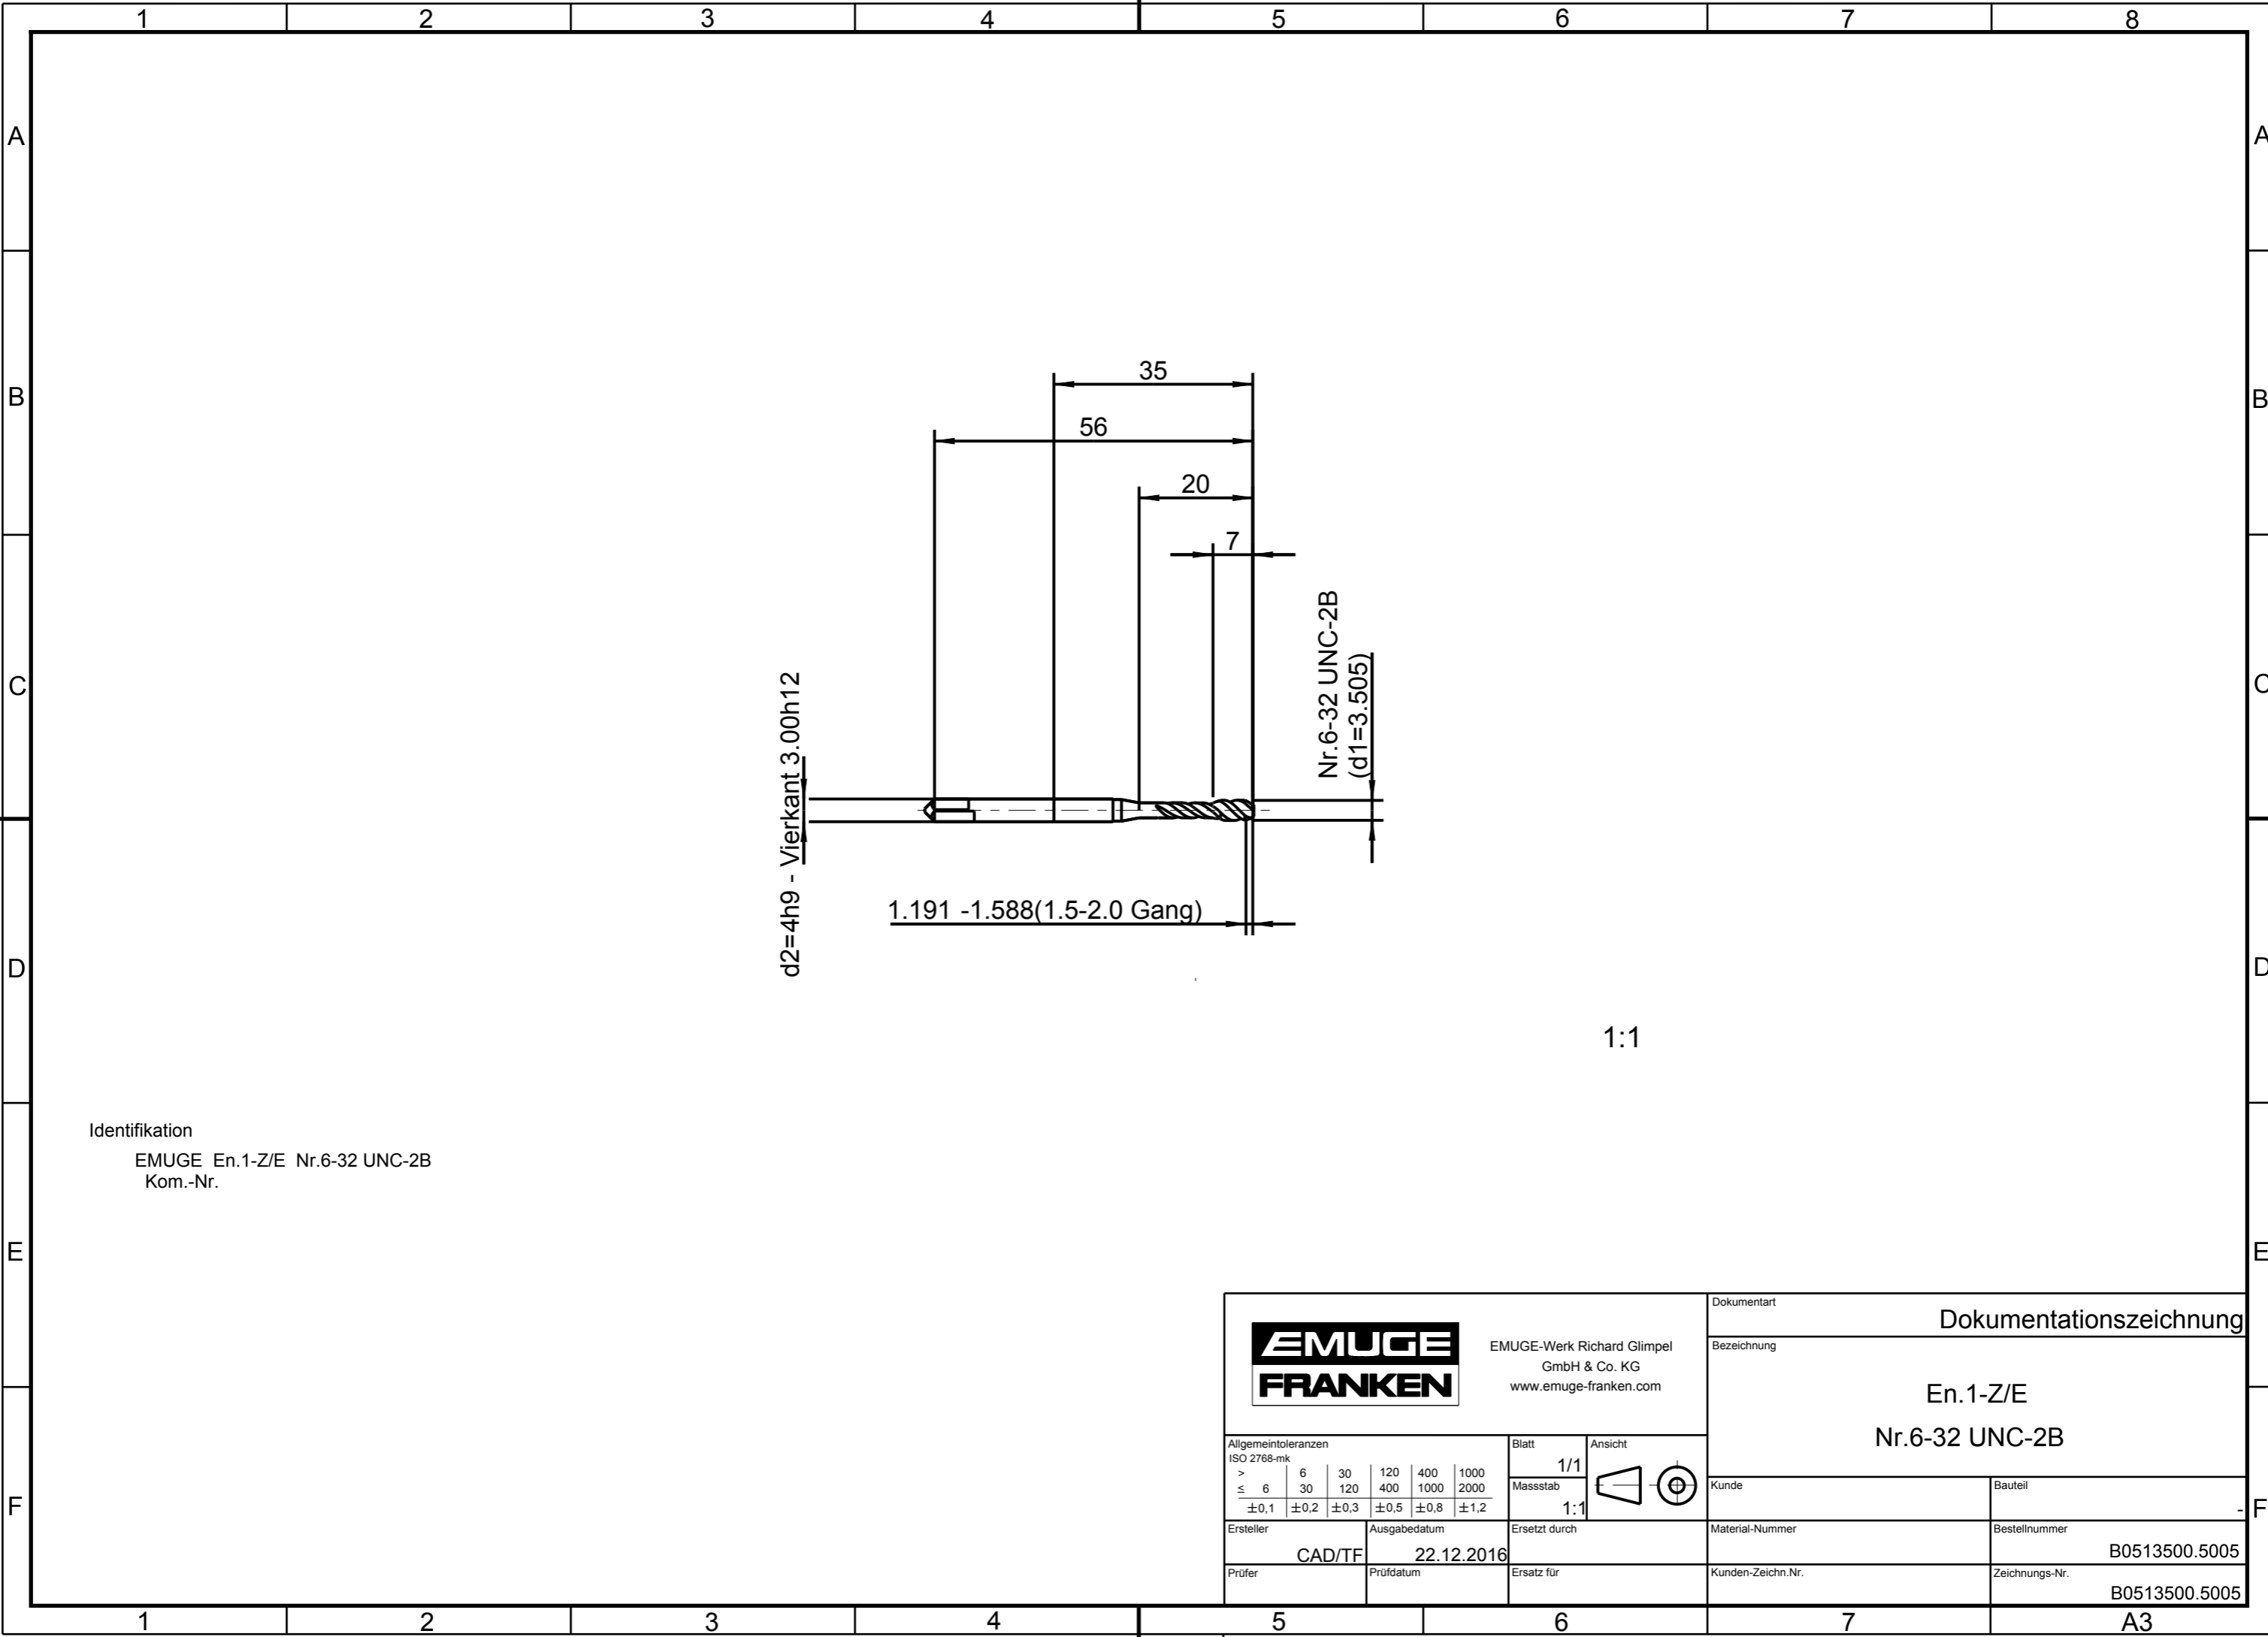 1 2 3 4 5 6 7 8
A A
B B
C C
D D
E E
F F
35
56
20
7
Nr.6-32 UNC-2B
(d1=3.505)
d2=4h9 - Vierkant 3.00h12
1.191 -1.588(1.5-2.0 Gang)
1:1
Identifikation
EMUGE En.1-Z/E Nr.6-32 UNC-2B
Kom.-Nr.
EMUGE
FRANKEN
EMUGE-Werk Richard Glimpel
GmbH & Co. KG
www.emuge-franken.com
Dokumentart
Dokumentationszeichnung
Bezeichnung
En.1-Z/E
Nr.6-32 UNC-2B
Allgemeintoleranzen
ISO 2768-mk
> 6 30 120 400 1000
≤ 6 30 120 400 1000 2000
±0,1 ±0,2 ±0,3 ±0,5 ±0,8 ±1,2
Blatt
1/1
Ansicht
Massstab
1:1
Kunde
Bauteil
-
Ersteller
CAD/TF
Ausgabedatum
22.12.2016
Ersetzt durch
Material-Nummer
Bestellnummer
B0513500.5005
Prüfer
Prüfdatum
Ersatz für
Kunden-Zeichn.Nr.
Zeichnungs-Nr.
B0513500.5005
1 2 3 4 5 6 7 A3